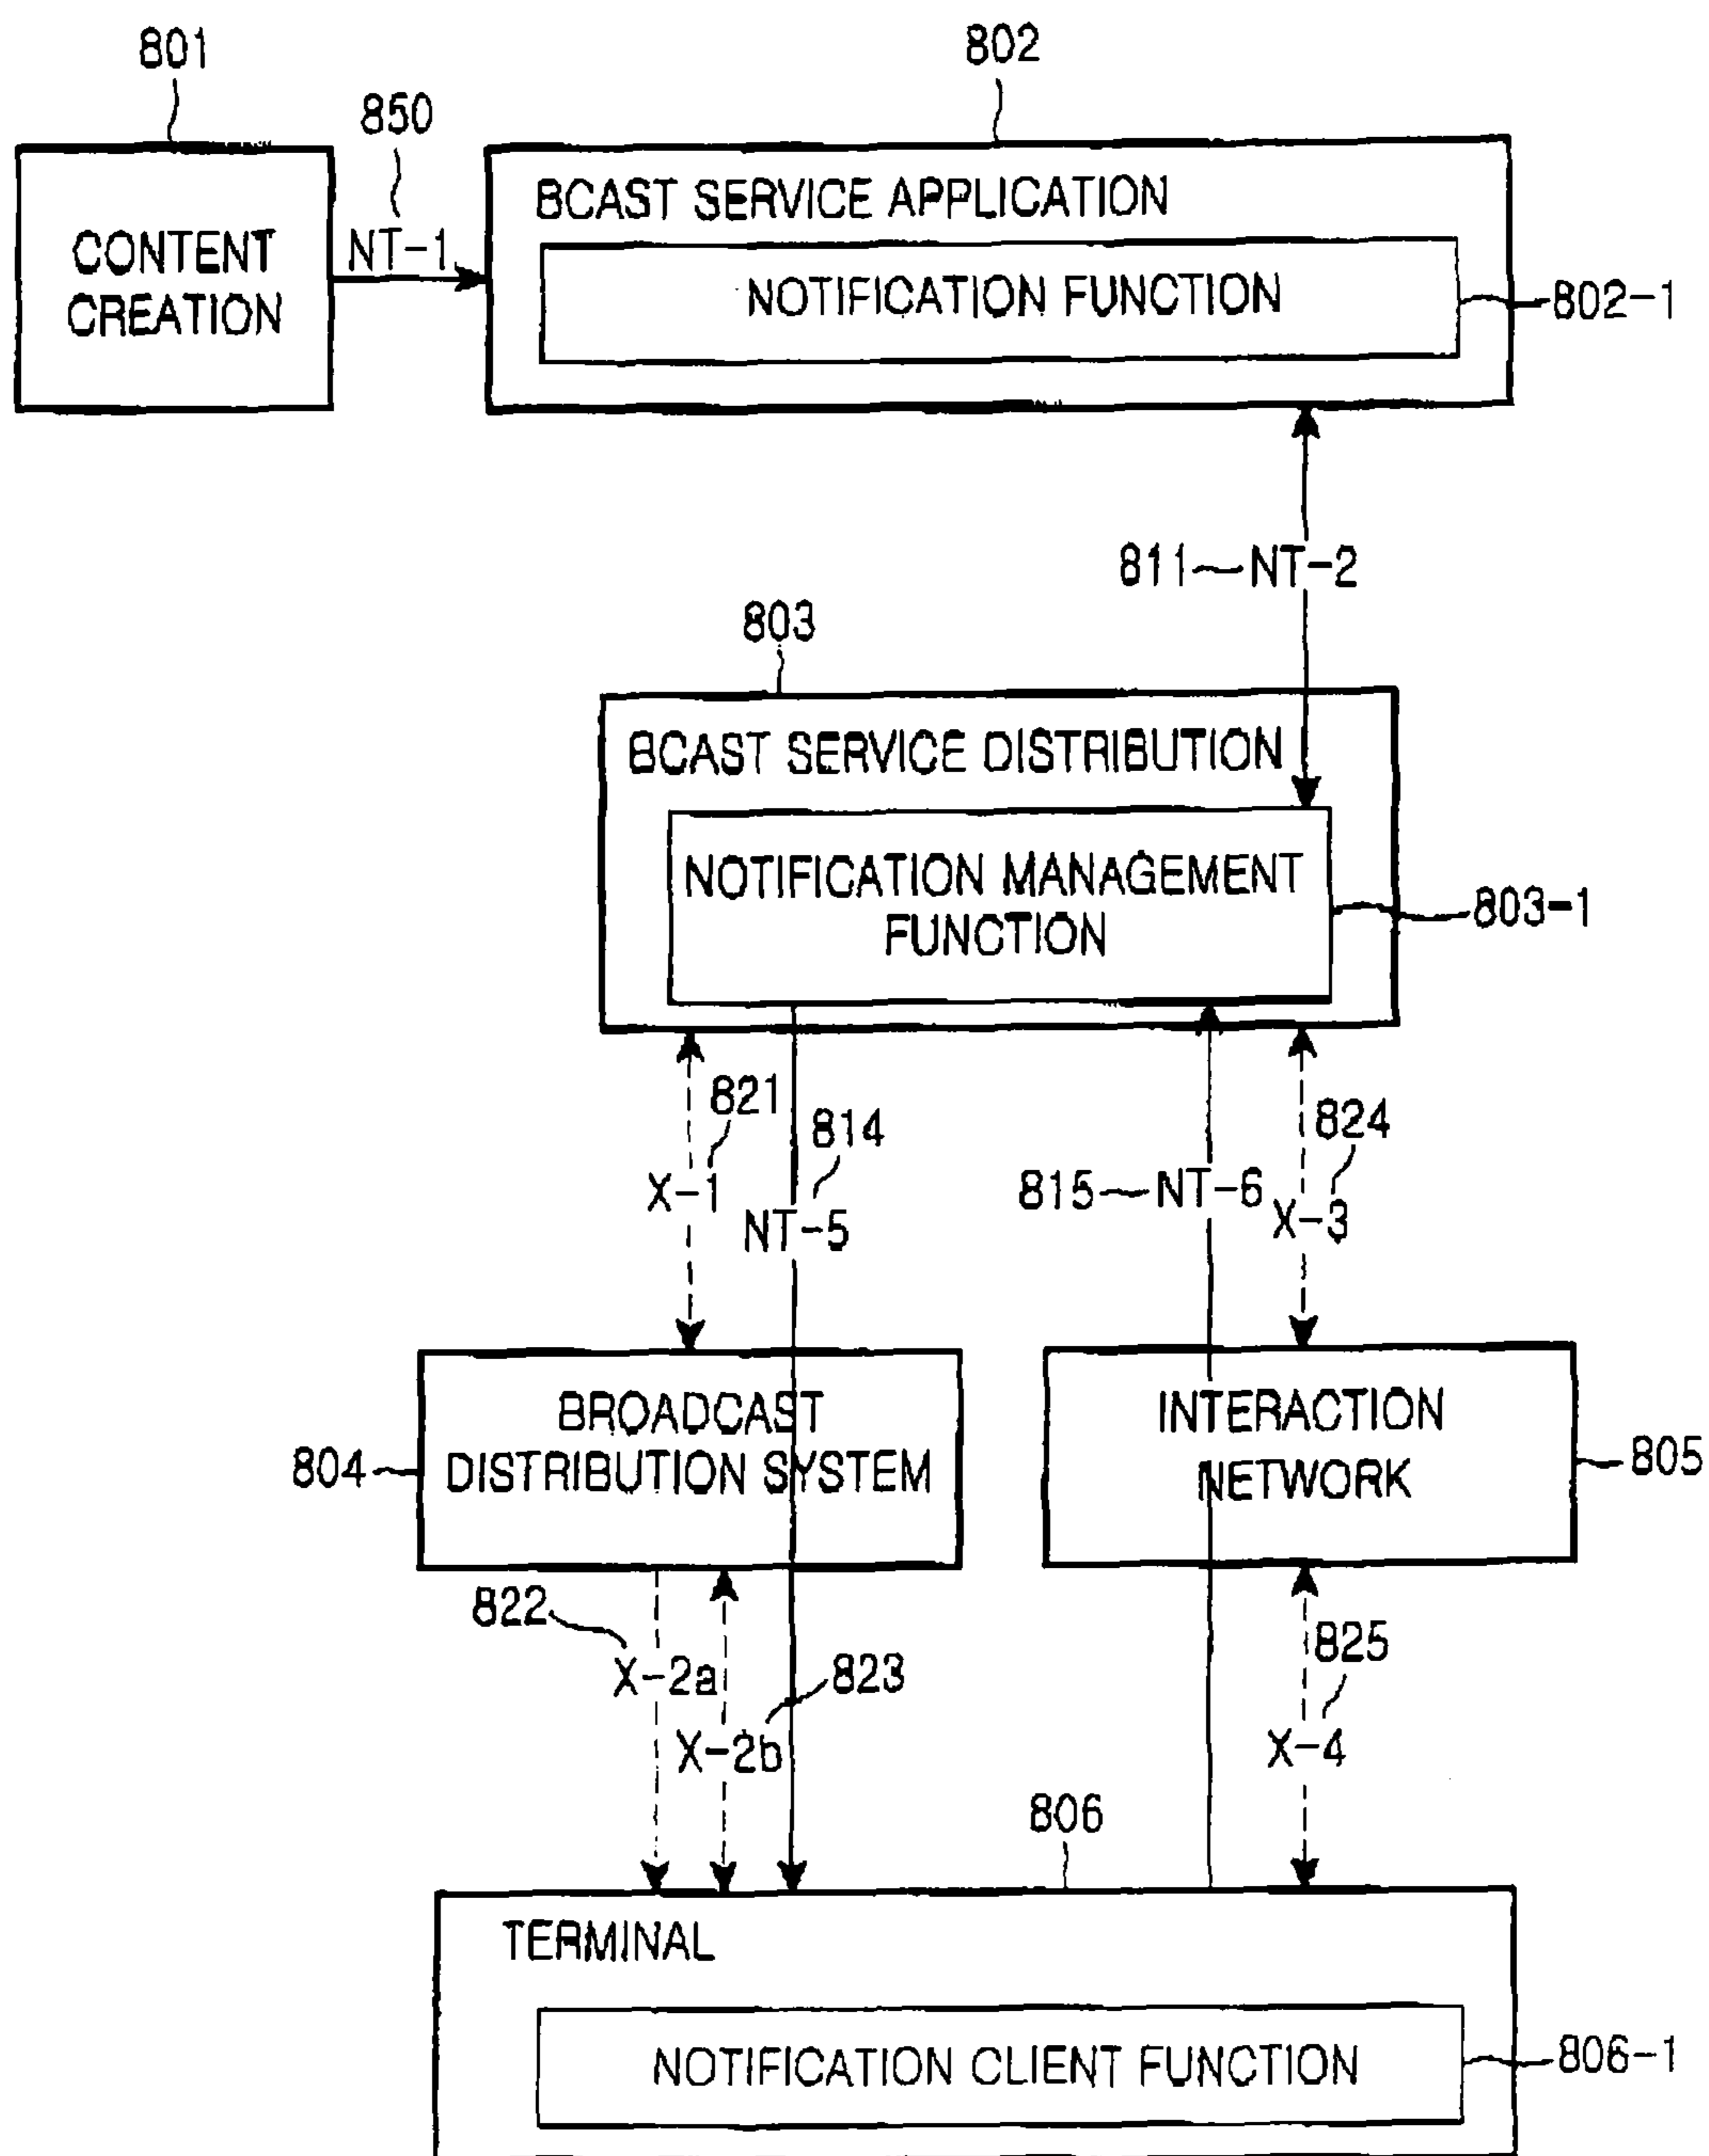 801
802
850
BCAST SERVICE APPLICATION
CONTENT
CREATION
NT-1
NOTIFICATION FUNCTION
802-1
811
NT-2
803
BCAST SERVICE DISTRIBUTION
NOTIFICATION MANAGEMENT
FUNCTION
803-1
821
814
824
X-1
815
NT-6
NT-5
X-3
BROADCAST
DISTRIBUTION SYSTEM
804
INTERACTION
NETWORK
805
822
825
X-2a
823
X-2b
X-4
806
TERMINAL
NOTIFICATION CLIENT FUNCTION
806-1